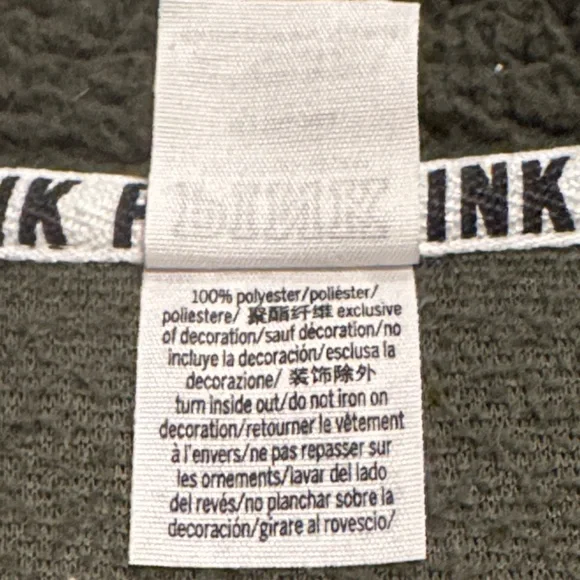 NK P INK
PINK
100% polyester/poliéster/
poliestere/ 聚酯纤维 exclusive
of decoration/sauf décoration/no
incluye la decoración/esclusa la
decorazione/ 装饰除外
turn inside out/do not iron on
decoration/retourner le vêtement
à l'envers/ne pas repasser sur
les ornements/lavar del lado
del revés/no planchar sobre la
decoración/girare al rovescio/